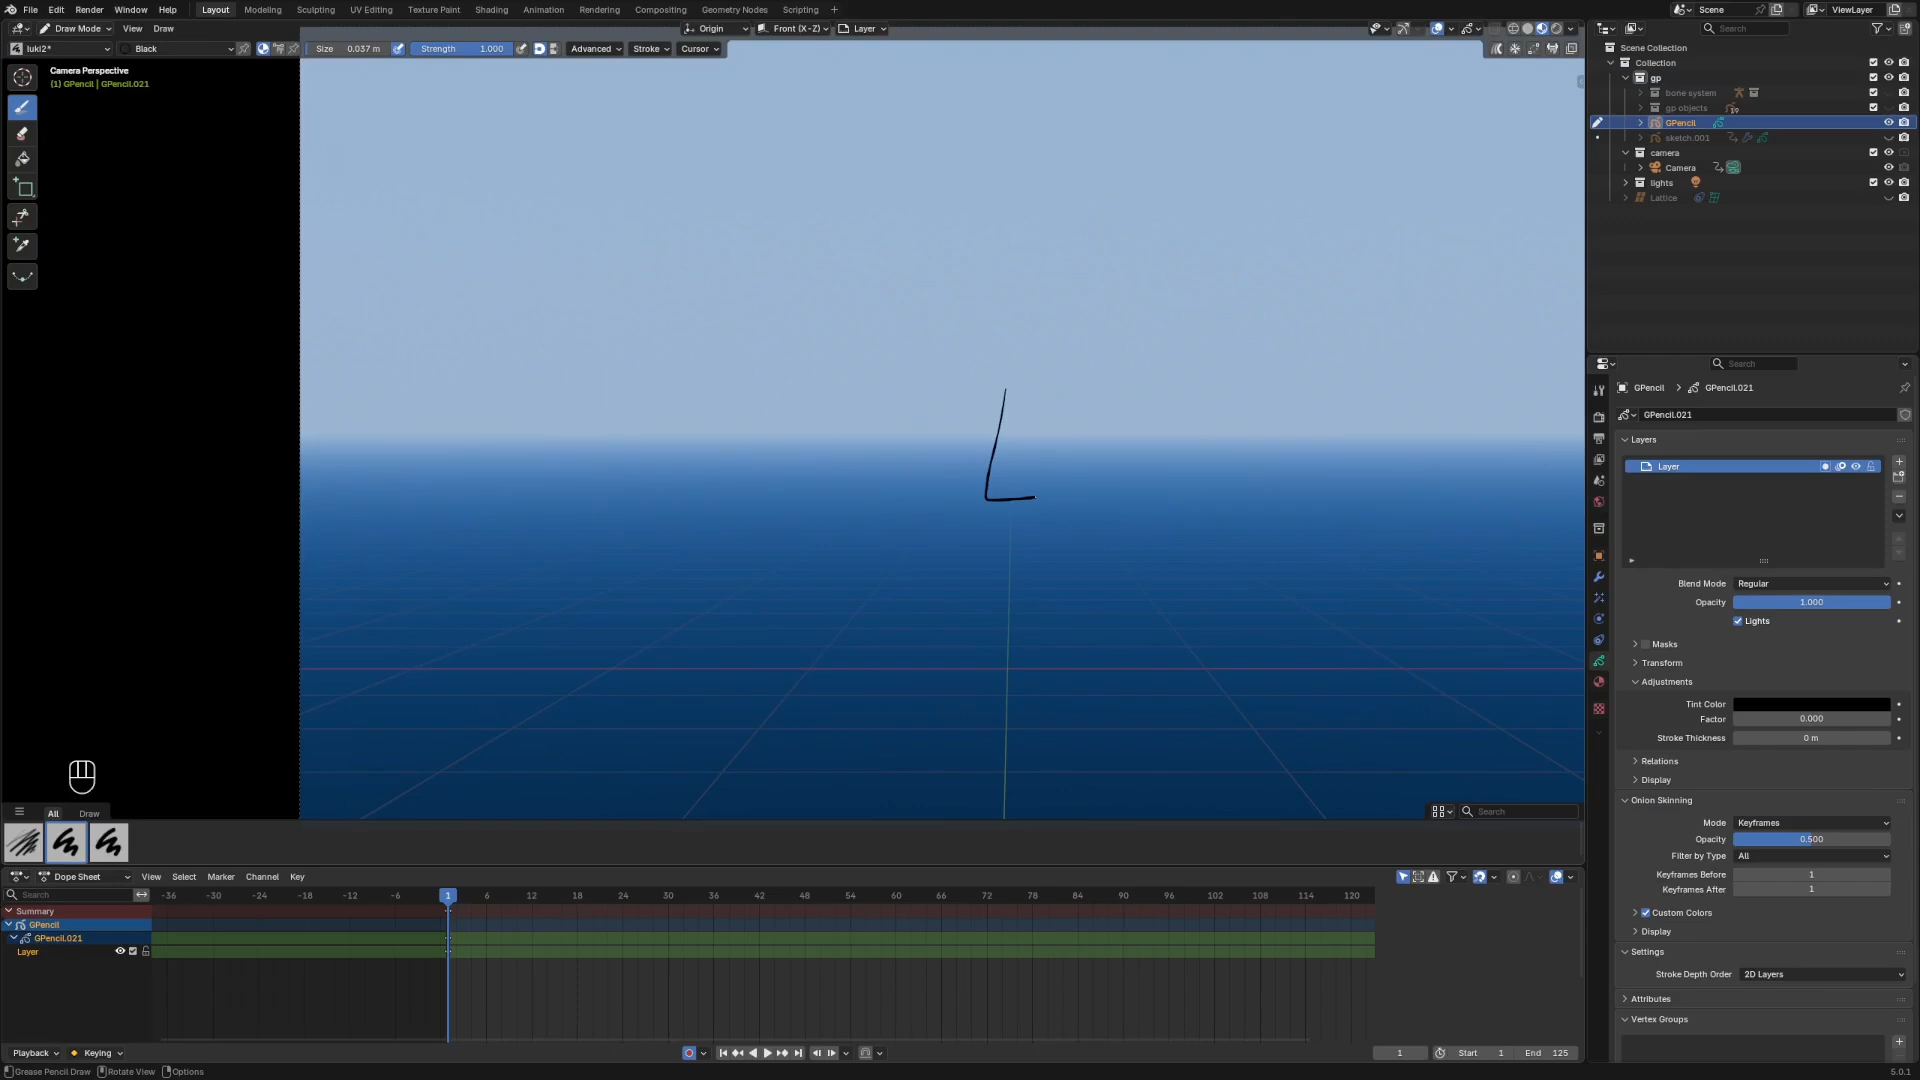 File Edit Render Window Help Layout Modeling Sculpting UV Editing Texture Paint Shading Animation Rendering Compositing Geometry Nodes Scripting + Scene ViewLayer
Draw Mode View Draw Origin Front (X-Z) Layer Search
luki2* Black Size 0.037 m Strength 1.000 Advanced Stroke Cursor
Camera Perspective
(1) GPencil | GPencil.021
Scene Collection
Collection
gp
bone system
gp objects
GPencil
sketch.001
camera
Camera
lights
Lattice
Search
GPencil > GPencil.021
GPencil.021
Layers
Layer
Blend Mode Regular
Opacity 1.000
Lights
Masks
Transform
Adjustments
Tint Color
Factor 0.000
Stroke Thickness 0 m
Relations
Display
Onion Skinning
Mode Keyframes
Opacity 0.500
Filter by Type All
Keyframes Before 1
Keyframes After 1
Custom Colors
Display
Settings
Stroke Depth Order 2D Layers
Attributes
Vertex Groups
All Draw Search
Dope Sheet View Select Marker Channel Key
Search -36 -30 -24 -18 -12 -6 1 6 12 18 24 30 36 42 48 54 60 66 72 78 84 90 96 102 108 114 120
Summary
GPencil
GPencil.021
Layer
Playback Keying 1 Start 1 End 125
Grease Pencil Draw Rotate View Options 5.0.1